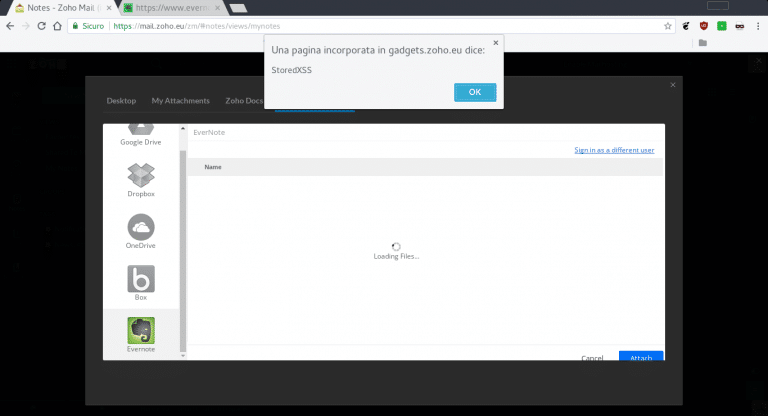 Notes - Zoho Mail
https://www.everno
Sicuro
https://mail.zoho.eu/zm/#notes/views/mynotes
Una pagina incorporata in gadgets.zoho.eu dice:
StoredXSS
OK
Desktop
My Attachments
Zoho Docs
Google Drive
EverNote
Sign in as a different user
Name
Dropbox
OneDrive
Loading Files...
Box
Evernote
Cancel
Attach